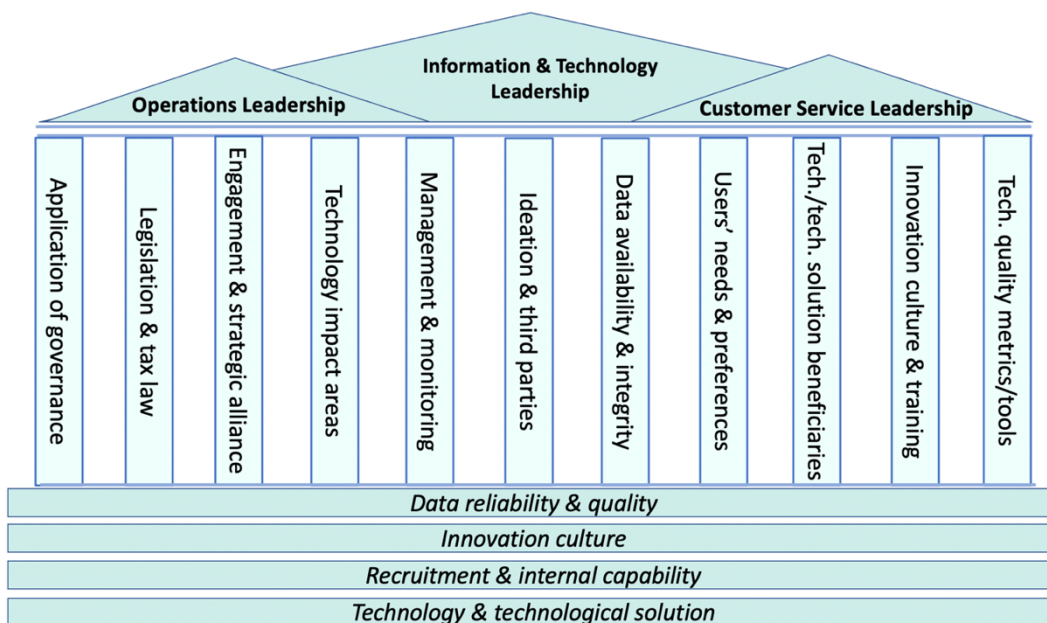 Information & Technology
Leadership
Operations Leadership
Customer Service Leadership
Application of
governance
Legislation & tax law
Engagement & strategic alliance
Technology impact areas
Management & monitoring
Ideation & third
parties
Data availability & integrity
Users’ needs & preferences
Tech./tech. solution beneficiaries
Innovation culture & training
Tech. quality metrics/tools
Data reliability & quality
Innovation culture
Recruitment & internal capability
Technology & technological solution